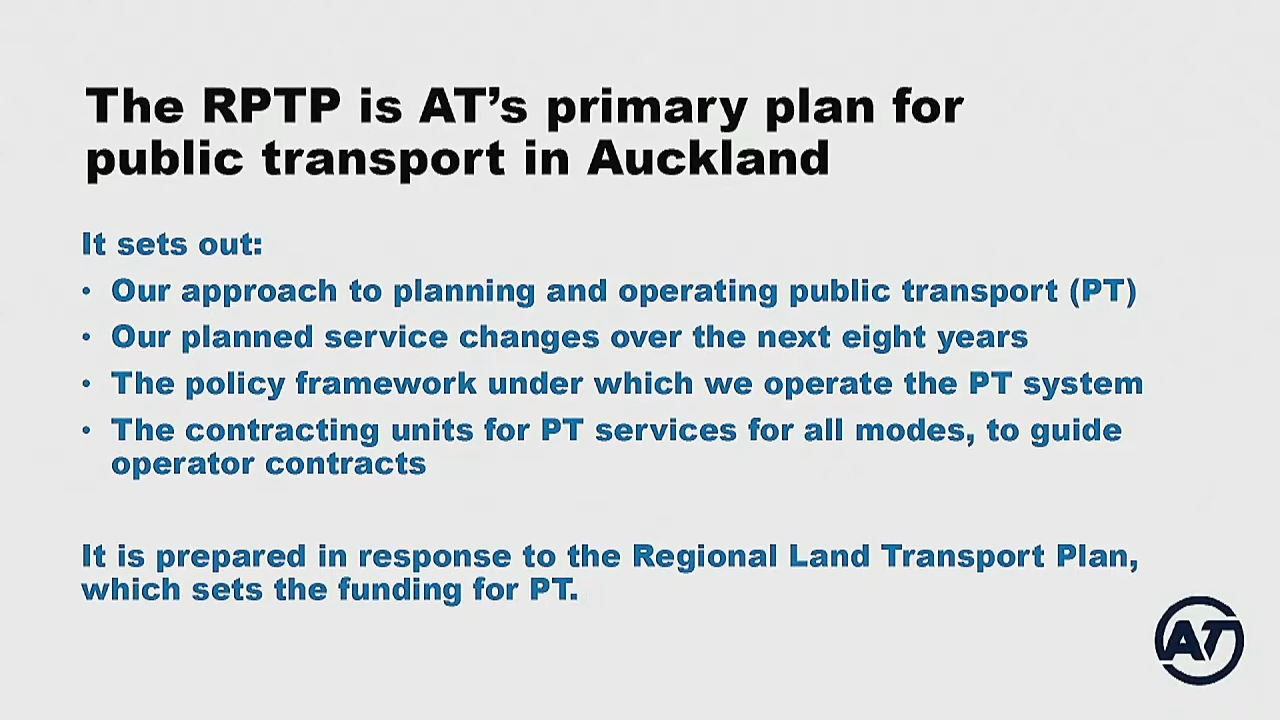 The RPTP is AT’s primary plan for
public transport in Auckland
It sets out:
• Our approach to planning and operating public transport (PT)
• Our planned service changes over the next eight years
• The policy framework under which we operate the PT system
• The contracting units for PT services for all modes, to guide
operator contracts
It is prepared in response to the Regional Land Transport Plan,
which sets the funding for PT.
AT